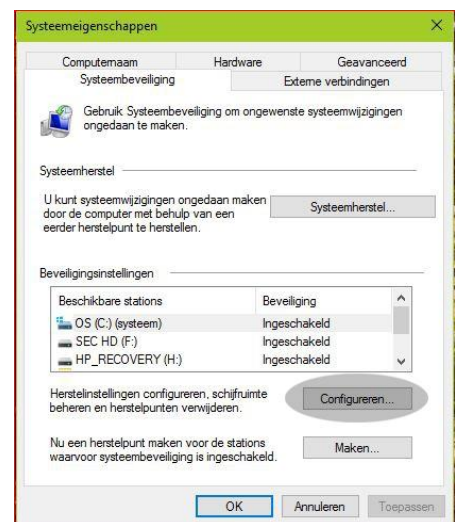 Systeemeigenschappen
Computernaam Hardware Geavanceerd
Systeembeveiliging Externe verbindingen
Gebruik Systeembeveiliging om ongewenste systeemwijzigingen
ongedaan te maken.
Systeemherstel
U kunt systeemwijzigingen ongedaan maken
door de computer met behulp van een
eerder herstelpunt te herstellen.
Systeemherstel...
Beveiligingsinstellingen
Beschikbare stations Beveiliging
OS (C:) (systeem) Ingeschakeld
SEC HD (F:) Ingeschakeld
HP_RECOVERY (H:) Ingeschakeld
Herstelinstellingen configureren, schijfruimte
beheren en herstelpunten verwijderen.
Configureren...
Nu een herstelpunt maken voor de stations
waarvoor systeembeveiliging is ingeschakeld.
Maken...
OK Annuleren Toepassen